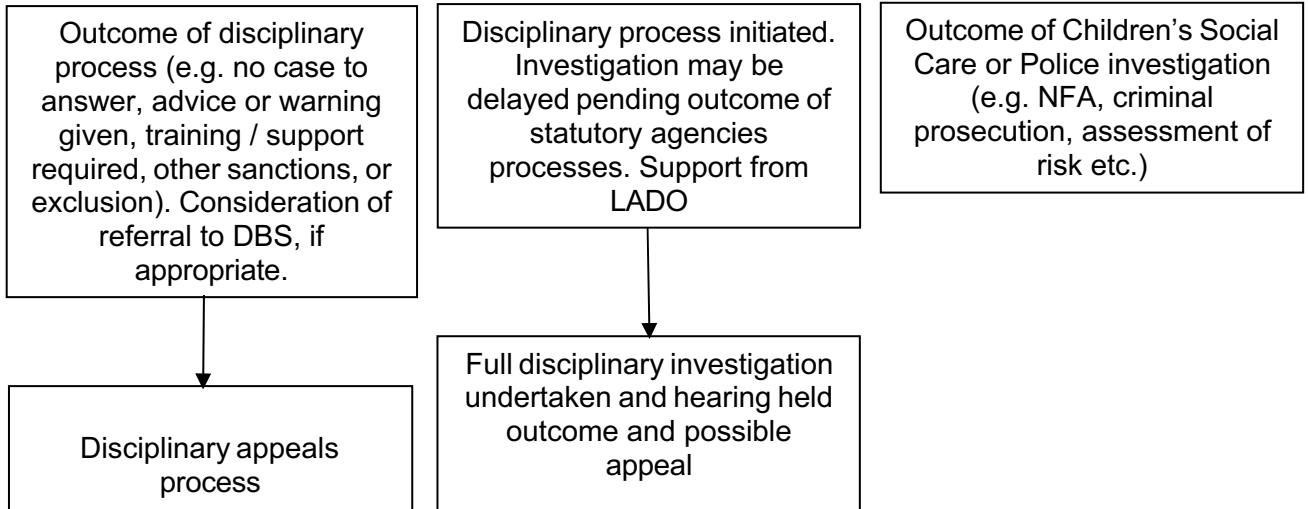 Outcome of disciplinary
process (e.g. no case to
answer, advice or warning
given, training / support
required, other sanctions, or
exclusion). Consideration of
referral to DBS, if
appropriate.
Disciplinary appeals
process
Disciplinary process initiated.
Investigation may be
delayed pending outcome of
statutory agencies
processes. Support from
LADO
Full disciplinary investigation
undertaken and hearing held
outcome and possible
appeal
Outcome of Children’s Social
Care or Police investigation
(e.g. NFA, criminal
prosecution, assessment of
risk etc.)